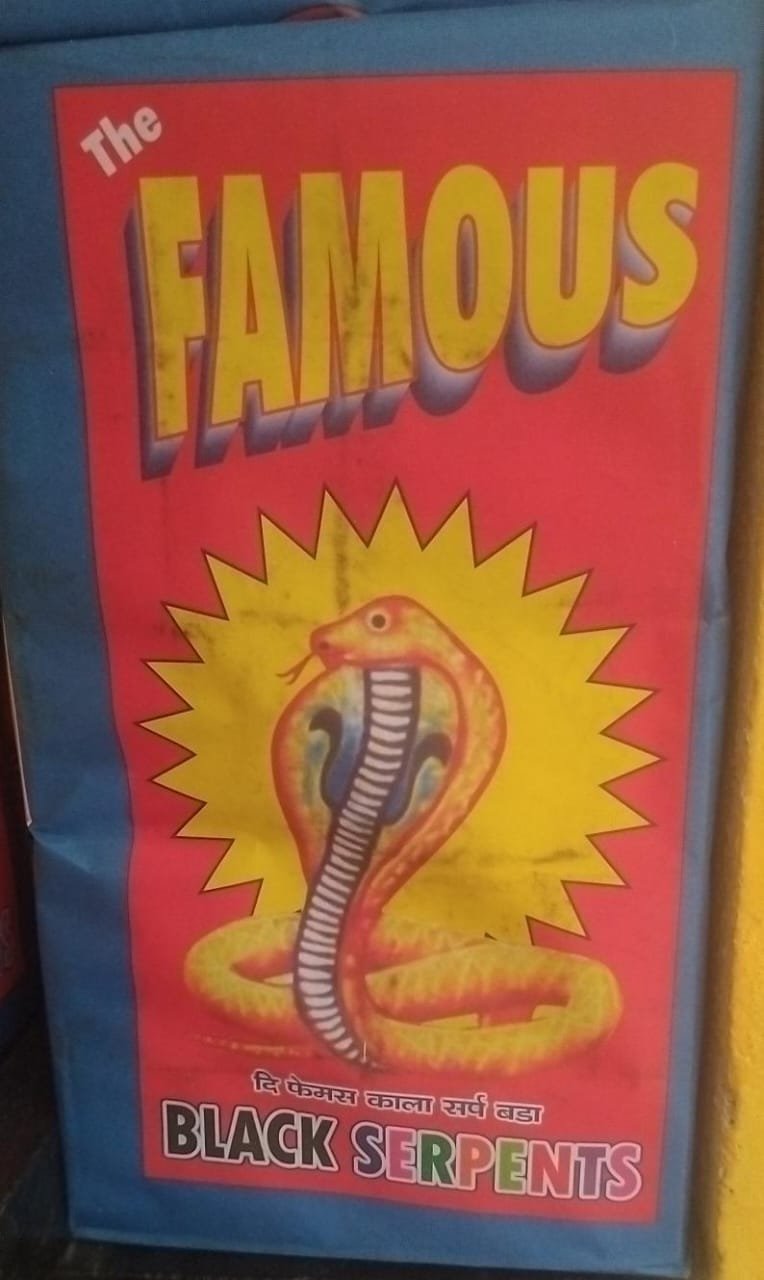 The
FAMOUS
दि फेमस काला सर्प बडा
BLACK SERPENTS